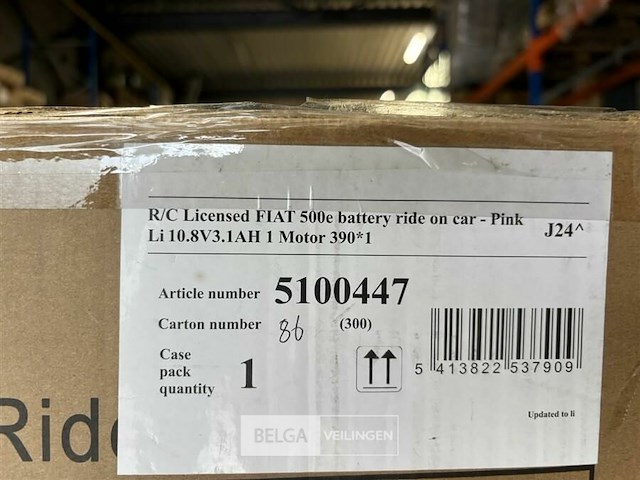 R/C Licensed FIAT 500e battery ride on car - Pink
Li 10.8V3.1AH 1 Motor 390*1
J24^
Article number 5100447
Carton number 86 (300)
Case
pack
quantity
1
5 413822 537909
Updated to li
Ride
BELGA VEILINGEN